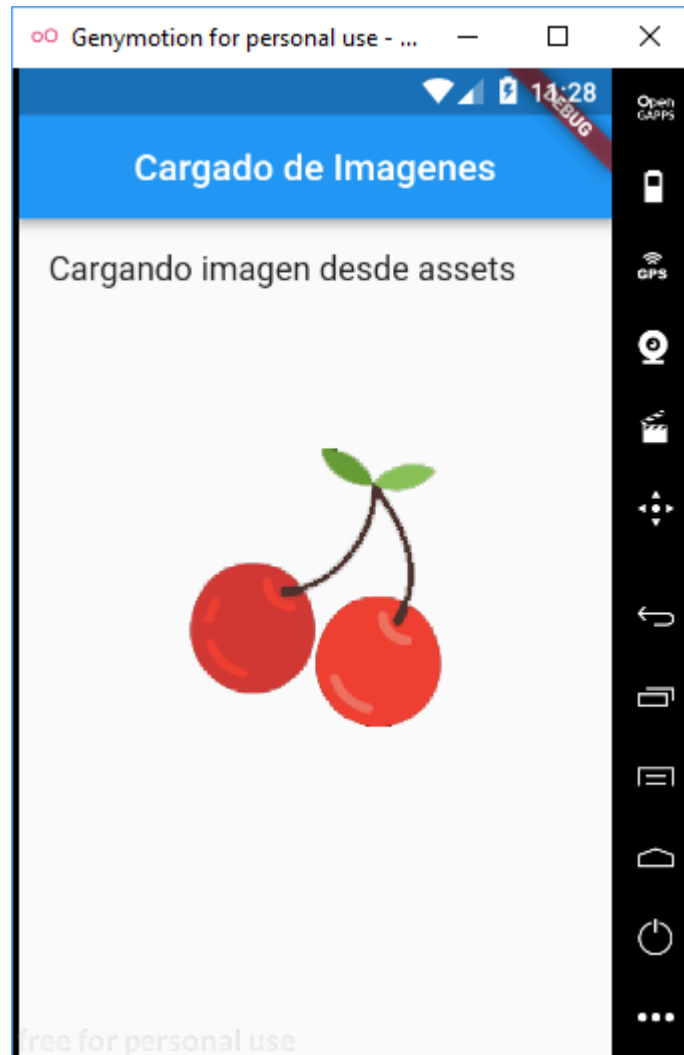 Genymotion for personal use - ...
11:28
DEBUG
Open
GAPPS
Cargado de Imagenes
GPS
Cargando imagen desde assets
free for personal use